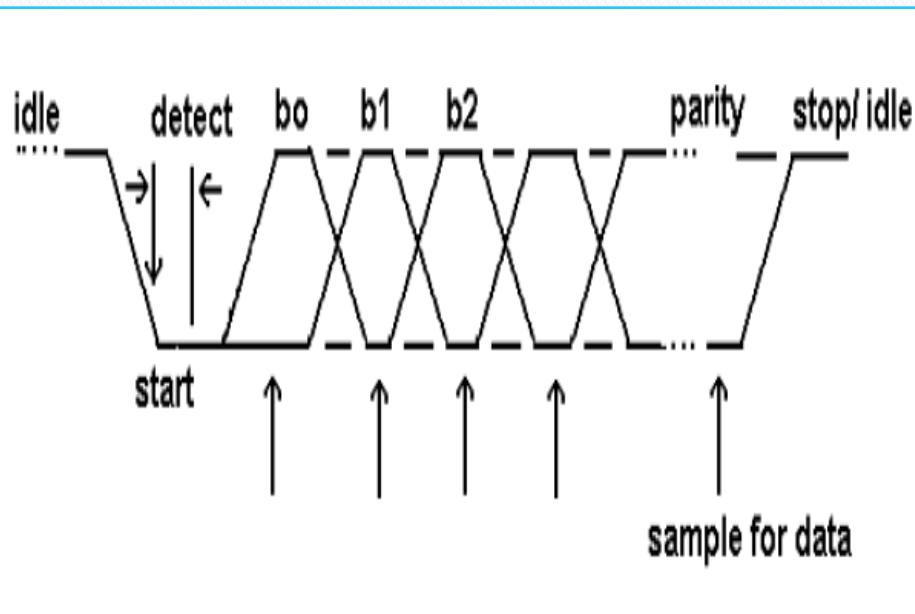 idle detect bo b1 b2 parity stop/ idle
start
sample for data